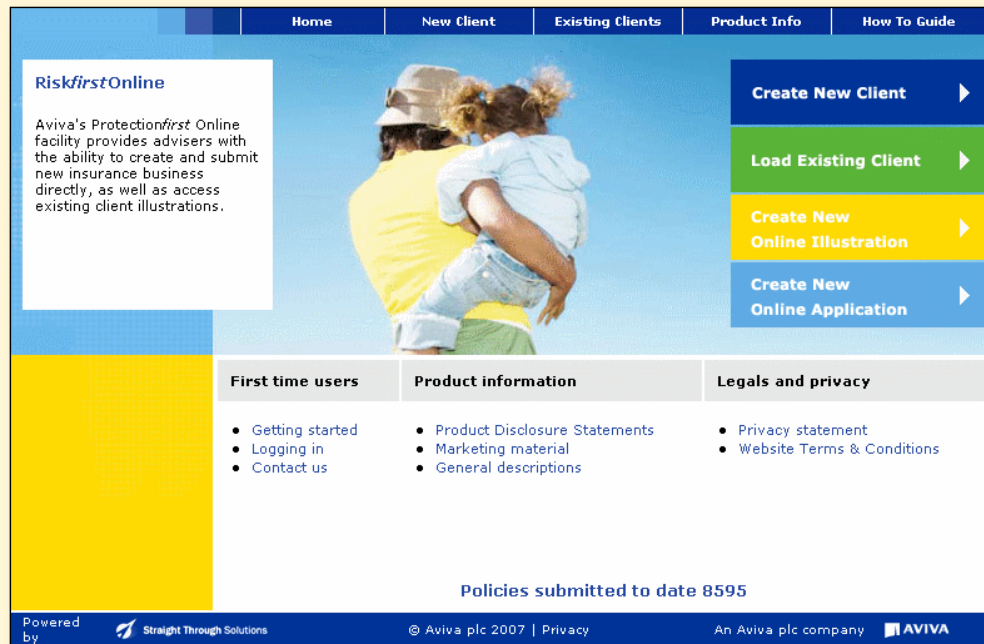 Home
New Client
Existing Clients
Product Info
How To Guide
RiskfirstOnline
Aviva's Protectionfirst Online
facility provides advisers with
the ability to create and submit
new insurance business
directly, as well as access
existing client illustrations.
Create New Client
Load Existing Client
Create New
Online Illustration
Create New
Online Application
First time users
Getting started
Logging in
Contact us
Product information
Product Disclosure Statements
Marketing material
General descriptions
Legals and privacy
Privacy statement
Website Terms & Conditions
Policies submitted to date 8595
Powered
by
Straight Through Solutions
© Aviva plc 2007 | Privacy
An Aviva plc company
AVIVA